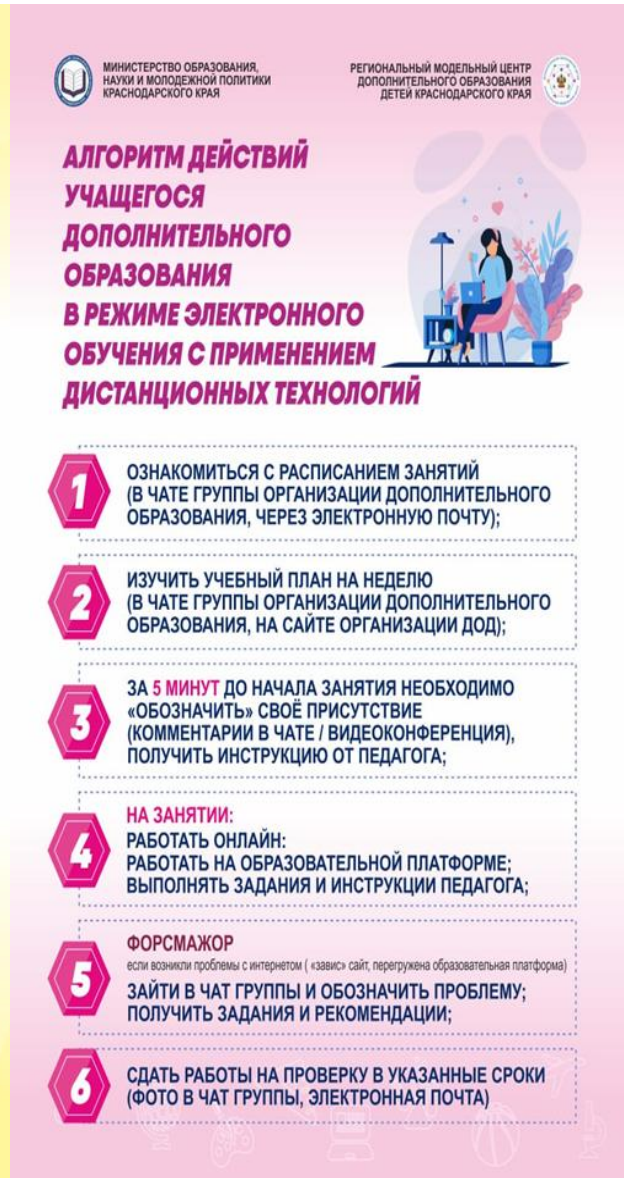 МИНИСТЕРСТВО ОБРАЗОВАНИЯ,
НАУКИ И МОЛОДЕЖНОЙ ПОЛИТИКИ
КРАСНОДАРСКОГО КРАЯ
РЕГИОНАЛЬНЫЙ МОДЕЛЬНЫЙ ЦЕНТР
ДОПОЛНИТЕЛЬНОГО ОБРАЗОВАНИЯ
ДЕТЕЙ КРАСНОДАРСКОГО КРАЯ
АЛГОРИТМ ДЕЙСТВИЙ
УЧАЩЕГОСЯ
ДОПОЛНИТЕЛЬНОГО
ОБРАЗОВАНИЯ
В РЕЖИМЕ ЭЛЕКТРОННОГО
ОБУЧЕНИЯ С ПРИМЕНЕНИЕМ
ДИСТАНЦИОННЫХ ТЕХНОЛОГИЙ
1
ОЗНАКОМИТЬСЯ С РАСПИСАНИЕМ ЗАНЯТИЙ
(В ЧАТЕ ГРУППЫ ОРГАНИЗАЦИИ ДОПОЛНИТЕЛЬНОГО
ОБРАЗОВАНИЯ, ЧЕРЕЗ ЭЛЕКТРОННУЮ ПОЧТУ);
2
ИЗУЧИТЬ УЧЕБНЫЙ ПЛАН НА НЕДЕЛЮ
(В ЧАТЕ ГРУППЫ ОРГАНИЗАЦИИ ДОПОЛНИТЕЛЬНОГО
ОБРАЗОВАНИЯ, НА САЙТЕ ОРГАНИЗАЦИИ ДОД);
3
ЗА 5 МИНУТ ДО НАЧАЛА ЗАНЯТИЯ НЕОБХОДИМО
«ОБОЗНАЧИТЬ» СВОЁ ПРИСУТСТВИЕ
(КОММЕНТАРИИ В ЧАТЕ / ВИДЕОКОНФЕРЕНЦИЯ),
ПОЛУЧИТЬ ИНСТРУКЦИЮ ОТ ПЕДАГОГА;
4
НА ЗАНЯТИИ:
РАБОТАТЬ ОНЛАЙН:
РАБОТАТЬ НА ОБРАЗОВАТЕЛЬНОЙ ПЛАТФОРМЕ;
ВЫПОЛНЯТЬ ЗАДАНИЯ И ИНСТРУКЦИИ ПЕДАГОГА;
5
ФОРСМАЖОР
если возникли проблемы с интернетом ( «завис» сайт, перегружена образовательная платформа)
ЗАЙТИ В ЧАТ ГРУППЫ И ОБОЗНАЧИТЬ ПРОБЛЕМУ;
ПОЛУЧИТЬ ЗАДАНИЯ И РЕКОМЕНДАЦИИ;
6
СДАТЬ РАБОТЫ НА ПРОВЕРКУ В УКАЗАННЫЕ СРОКИ
(ФОТО В ЧАТ ГРУППЫ, ЭЛЕКТРОННАЯ ПОЧТА)